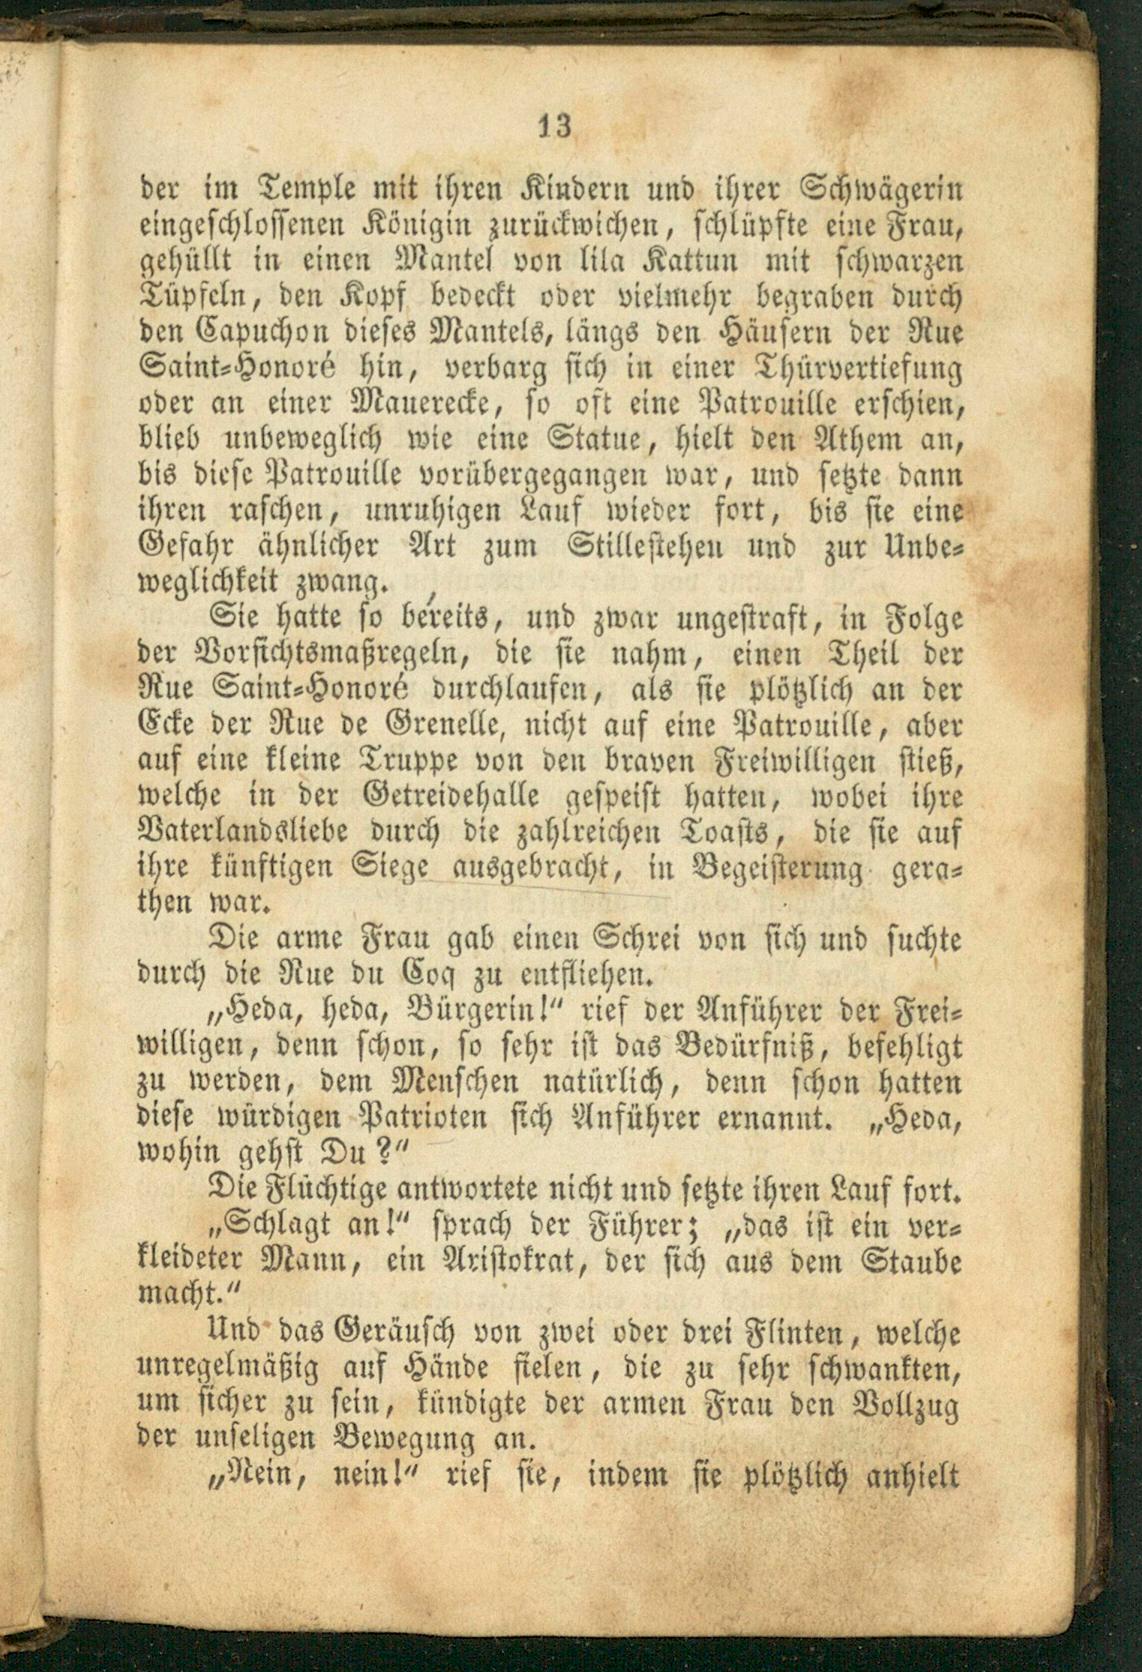 13
der im Temple mit ihren Kindern und ihrer Schwägerin
eingeschlossenen Königin zurückwichen, schlüpfte eine Frau,
gehüllt in einen Mantel von lila Kattun mit schwarzen
Tüpfeln, den Kopf bedeckt oder vielmehr begraben durch
den Capuchon dieses Mantels, längs den Häusern der Rue
Saint-Honoré hin, verbarg sich in einer Thürvertiefung
oder an einer Mauerecke, so oft eine Patrouille erschien,
blieb unbeweglich wie eine Statue, hielt den Athem an,
bis diese Patrouille vorübergegangen war, und setzte dann
ihren raschen, unruhigen Lauf wieder fort, bis sie eine
Gefahr ähnlicher Art zum Stillestehen und zur Unbe-
weglichkeit zwang.
Sie hatte so bereits, und zwar ungestraft, in Folge
der Vorsichtsmaßregeln, die sie nahm, einen Theil der
Rue Saint-Honoré durchlaufen, als sie plötzlich an der
Ecke der Rue de Grenelle, nicht auf eine Patrouille, aber
auf eine kleine Truppe von den braven Freiwilligen stieß,
welche in der Getreidehalle gespeist hatten, wobei ihre
Vaterlandsliebe durch die zahlreichen Toasts, die sie auf
ihre künftigen Siege ausgebracht, in Begeisterung gera-
then war.
Die arme Frau gab einen Schrei von sich und suchte
durch die Rue du Coq zu entfliehen.
„Heda, heda, Bürgerin!“ rief der Anführer der Frei-
willigen, denn schon, so sehr ist das Bedürfniß, befehligt
zu werden, dem Menschen natürlich, denn schon hatten
diese würdigen Patrioten sich Anführer ernannt. „Heda,
wohin gehst Du?“
Die Flüchtige antwortete nicht und setzte ihren Lauf fort.
„Schlagt an!“ sprach der Führer; „das ist ein ver-
kleideter Mann, ein Aristokrat, der sich aus dem Staube
macht.“
Und das Geräusch von zwei oder drei Flinten, welche
unregelmäßig auf Hände fielen, die zu sehr schwankten,
um sicher zu sein, kündigte der armen Frau den Vollzug
der unseligen Bewegung an.
„Nein, nein!“ rief sie, indem sie plötzlich anhielt